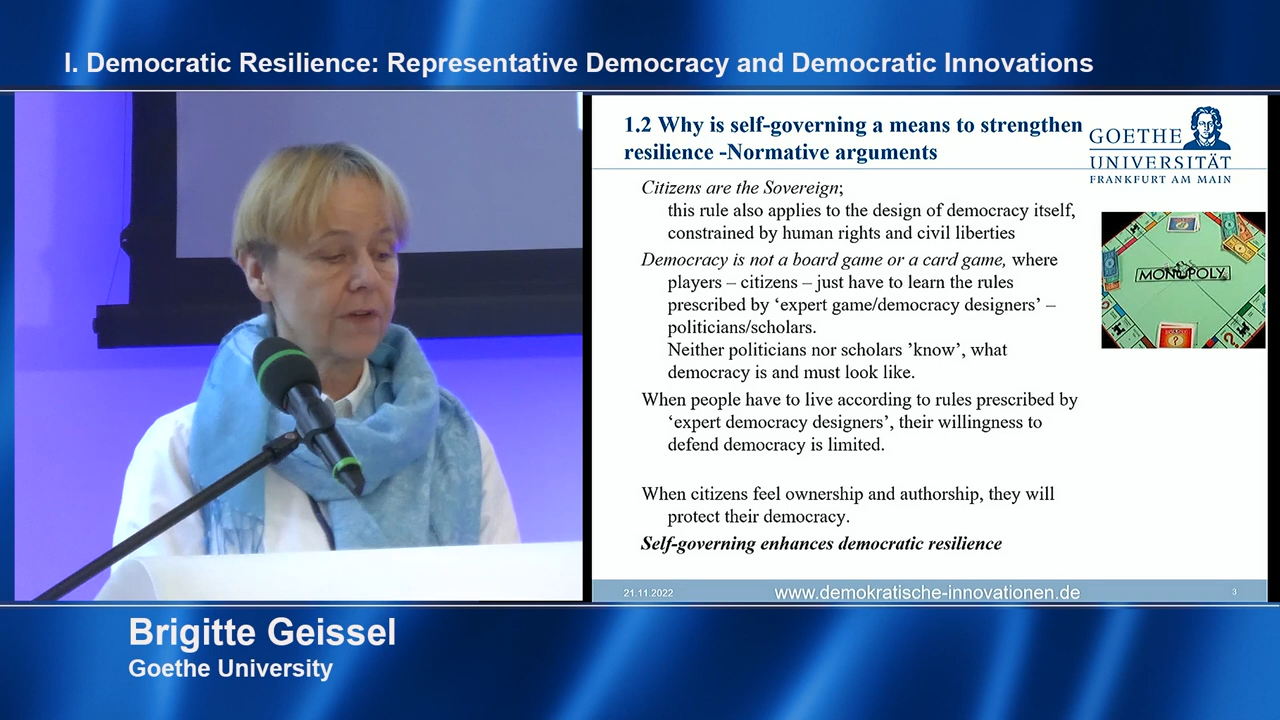 I. Democratic Resilience: Representative Democracy and Democratic Innovations
1.2 Why is self-governing a means to strengthen
resilience -Normative arguments
GOETHE
UNIVERSITÄT
FRANKFURT AM MAIN
Citizens are the Sovereign;
this rule also applies to the design of democracy itself,
constrained by human rights and civil liberties
Democracy is not a board game or a card game, where
players – citizens – just have to learn the rules
prescribed by ‘expert game/democracy designers’ –
politicians/scholars.
Neither politicians nor scholars ’know’, what
democracy is and must look like.
MONOPOLY
When people have to live according to rules prescribed by
‘expert democracy designers’, their willingness to
defend democracy is limited.
When citizens feel ownership and authorship, they will
protect their democracy.
Self-governing enhances democratic resilience
21.11.2022
www.demokratische-innovationen.de
3
Brigitte Geissel
Goethe University